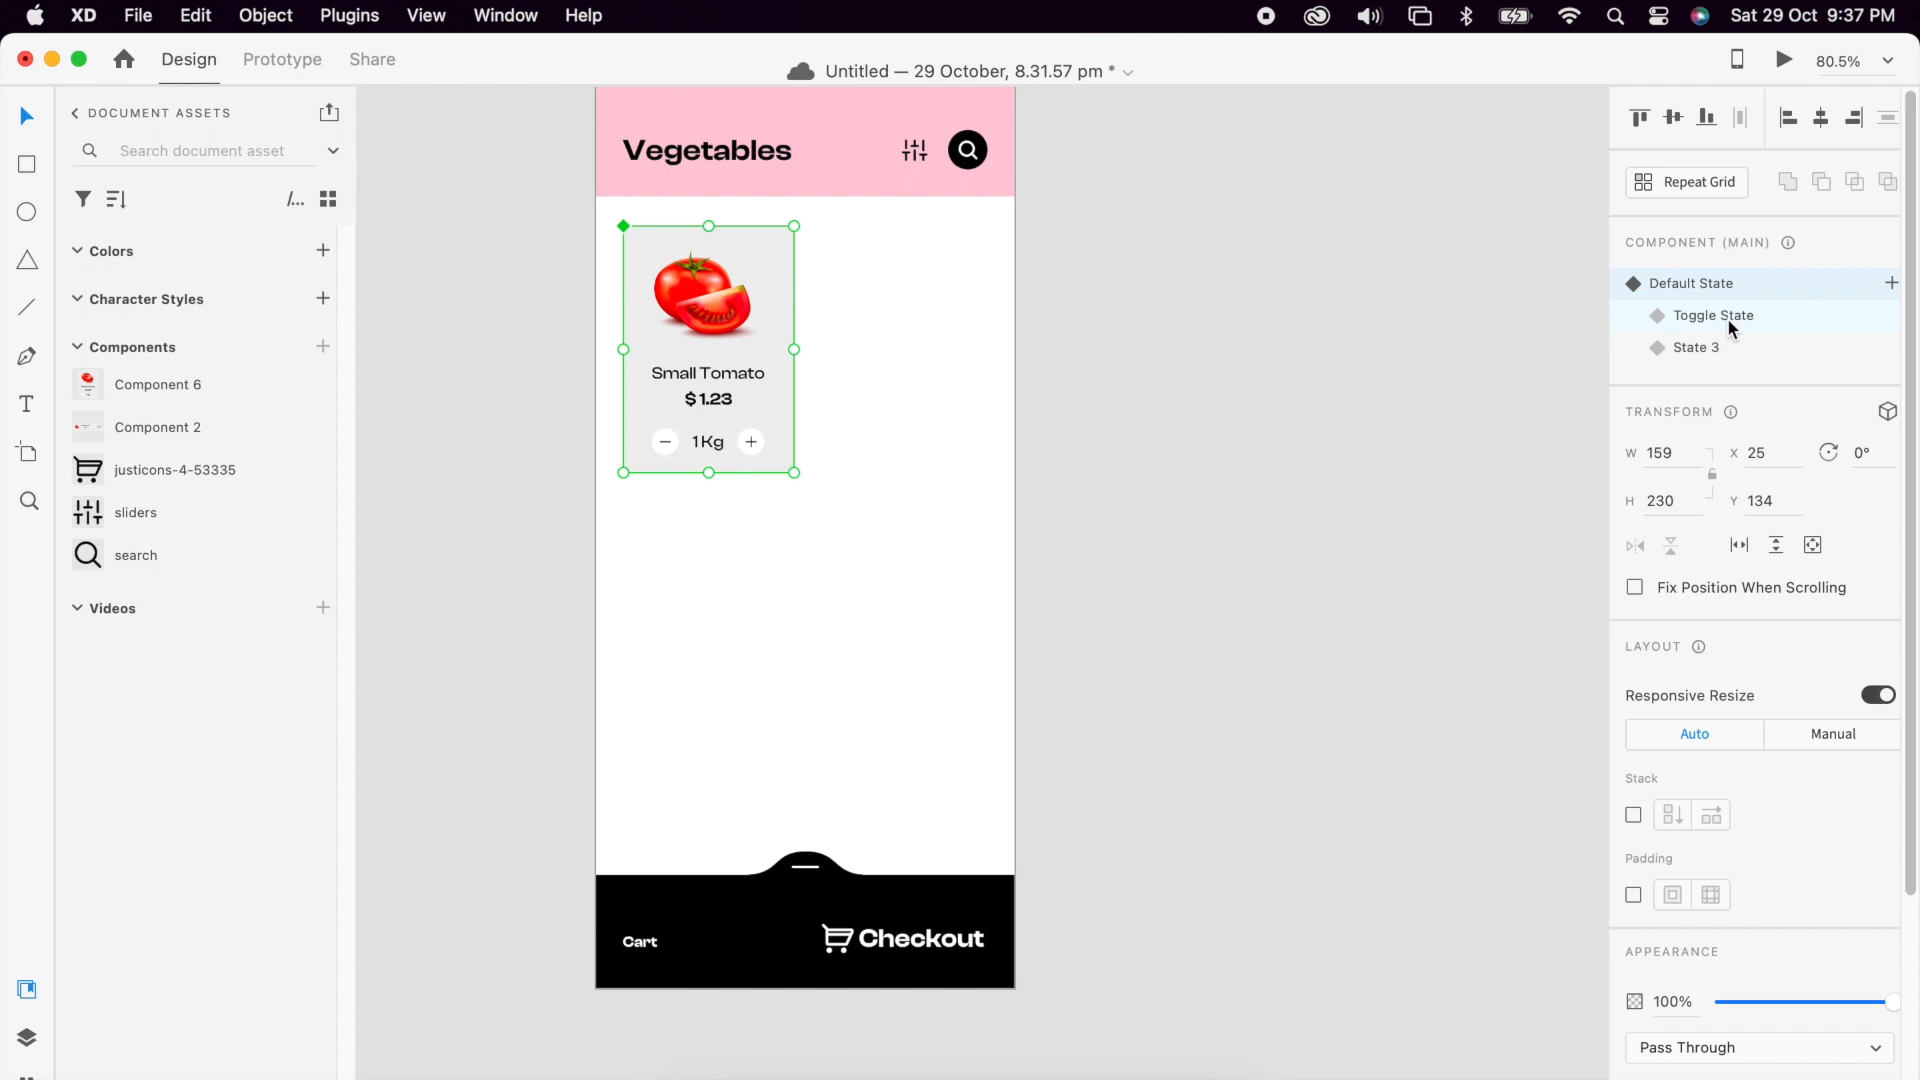 XD File Edit Object Plugins View Window Help
Sat 29 Oct 9:37 PM
Design Prototype Share
Untitled — 29 October, 8.31.57 pm *
80.5%
DOCUMENT ASSETS
Search document asset
Colors
Character Styles
Components
Component 6
Component 2
justicons-4-53335
sliders
search
Videos
Vegetables
Small Tomato
$ 1.23
1 Kg
Cart
Checkout
Repeat Grid
COMPONENT (MAIN)
Default State
Toggle State
State 3
TRANSFORM
W 159 X 25 0°
H 230 Y 134
Fix Position When Scrolling
LAYOUT
Responsive Resize
Auto Manual
Stack
Padding
APPEARANCE
100%
Pass Through